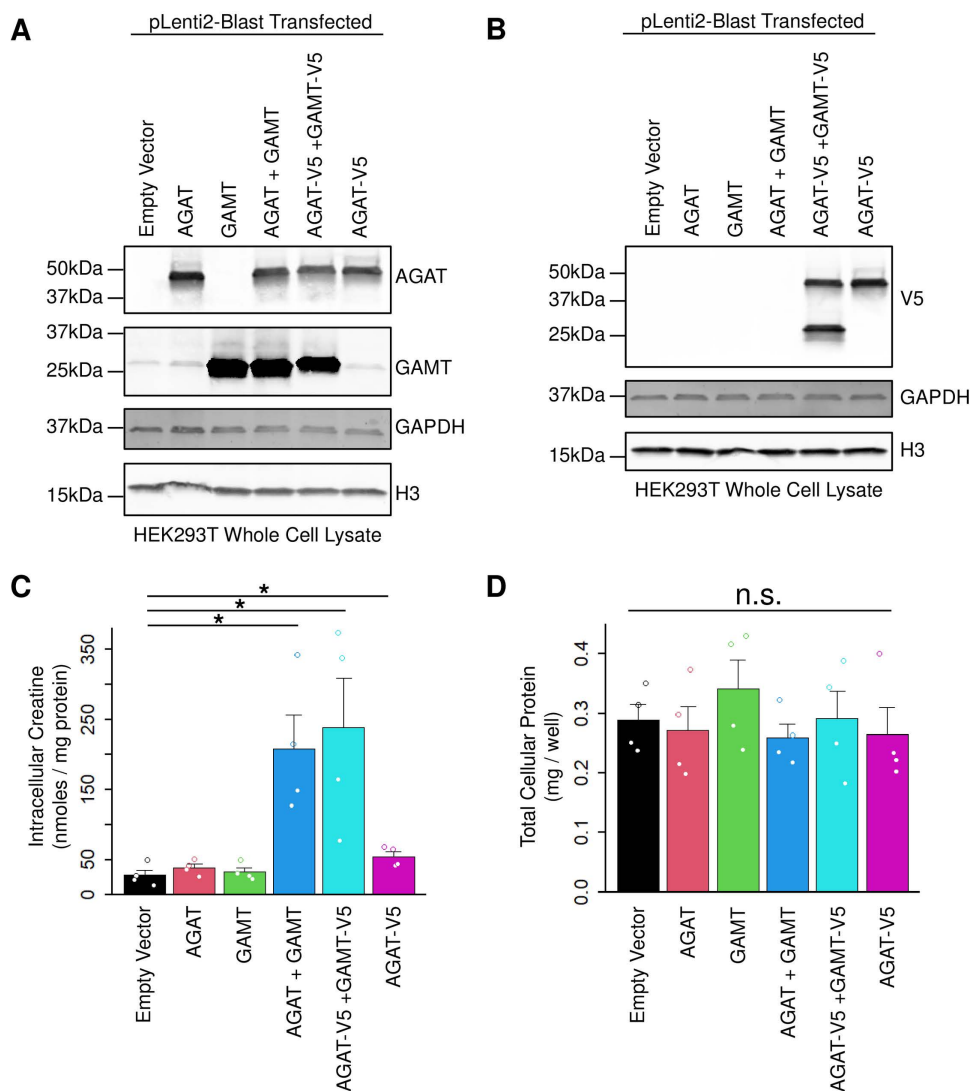 A
pLenti2-Blast Transfected
Empty Vector
AGAT
GAMT
AGAT + GAMT
AGAT-V5 +GAMT-V5
AGAT-V5
50kDa
37kDa
AGAT
37kDa
25kDa
GAMT
37kDa
GAPDH
15kDa
H3
HEK293T Whole Cell Lysate
B
pLenti2-Blast Transfected
Empty Vector
AGAT
GAMT
AGAT + GAMT
AGAT-V5 +GAMT-V5
AGAT-V5
50kDa
37kDa
25kDa
V5
37kDa
GAPDH
15kDa
H3
HEK293T Whole Cell Lysate
C
*
*
*
Intracellular Creatine
(nmoles / mg protein)
350
250
150
50
0
Empty Vector
AGAT
GAMT
AGAT + GAMT
AGAT-V5 +GAMT-V5
AGAT-V5
D
n.s.
Total Cellular Protein
(mg / well)
0.4
0.3
0.2
0.1
0.0
Empty Vector
AGAT
GAMT
AGAT + GAMT
AGAT-V5 +GAMT-V5
AGAT-V5